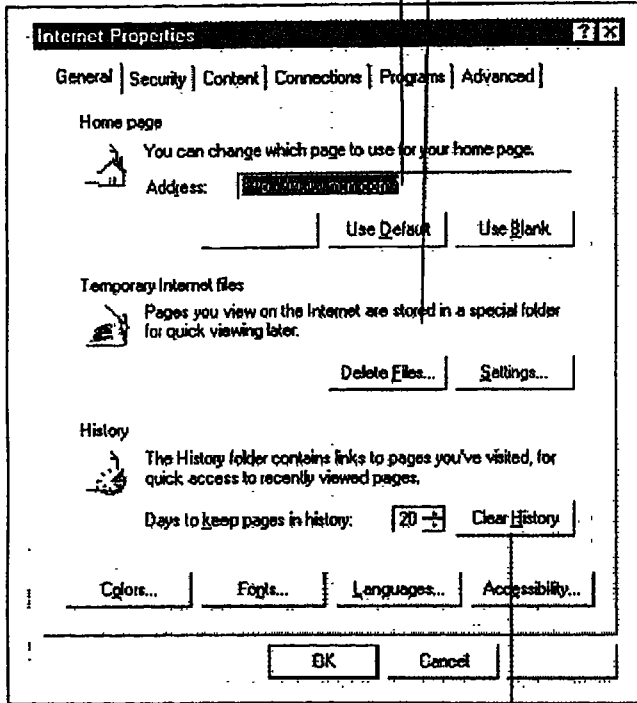 Internet Properties ? X
General Security Content Connections Programs Advanced
Home page
You can change which page to use for your home page.
Address:
Use Default Use Blank
Temporary Internet files
Pages you view on the Internet are stored in a special folder
for quick viewing later.
Delete Files... Settings...
History
The History folder contains links to pages you've visited, for
quick access to recently viewed pages.
Days to keep pages in history: 20 Clear History
Colors... Fonts... Languages... Accessibility...
OK Cancel